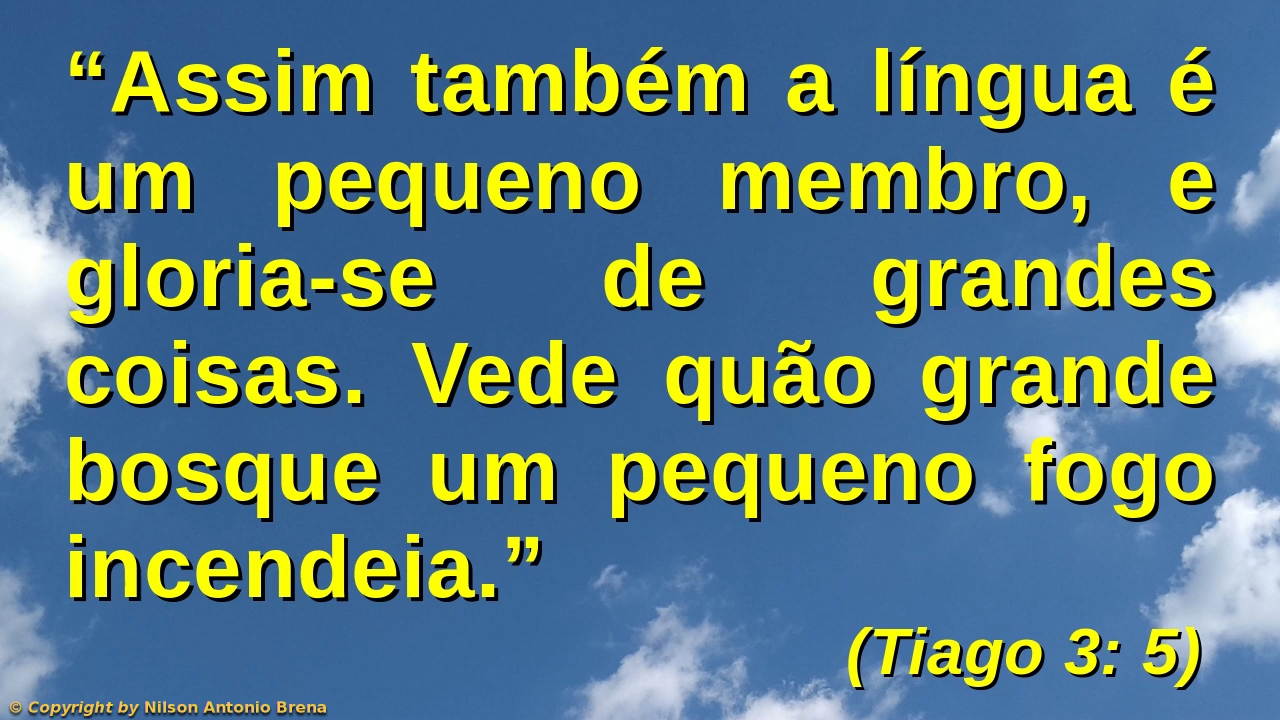 “Assim também a língua é
um pequeno membro, e
gloria-se de grandes
coisas. Vede quão grande
bosque um pequeno fogo
incendeia.”
(Tiago 3: 5)
© Copyright by Nilson Antonio Brena